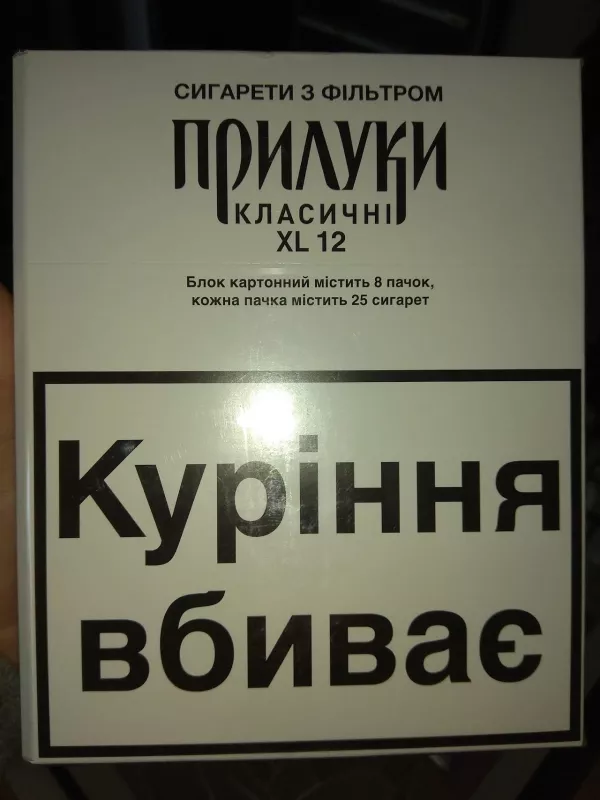 СИГАРЕТИ З ФІЛЬТРОМ
ПРИЛУКИ
КЛАСИЧНІ
XL 12
Блок картонний містить 8 пачок,
кожна пачка містить 25 сигарет
Куріння
вбиває